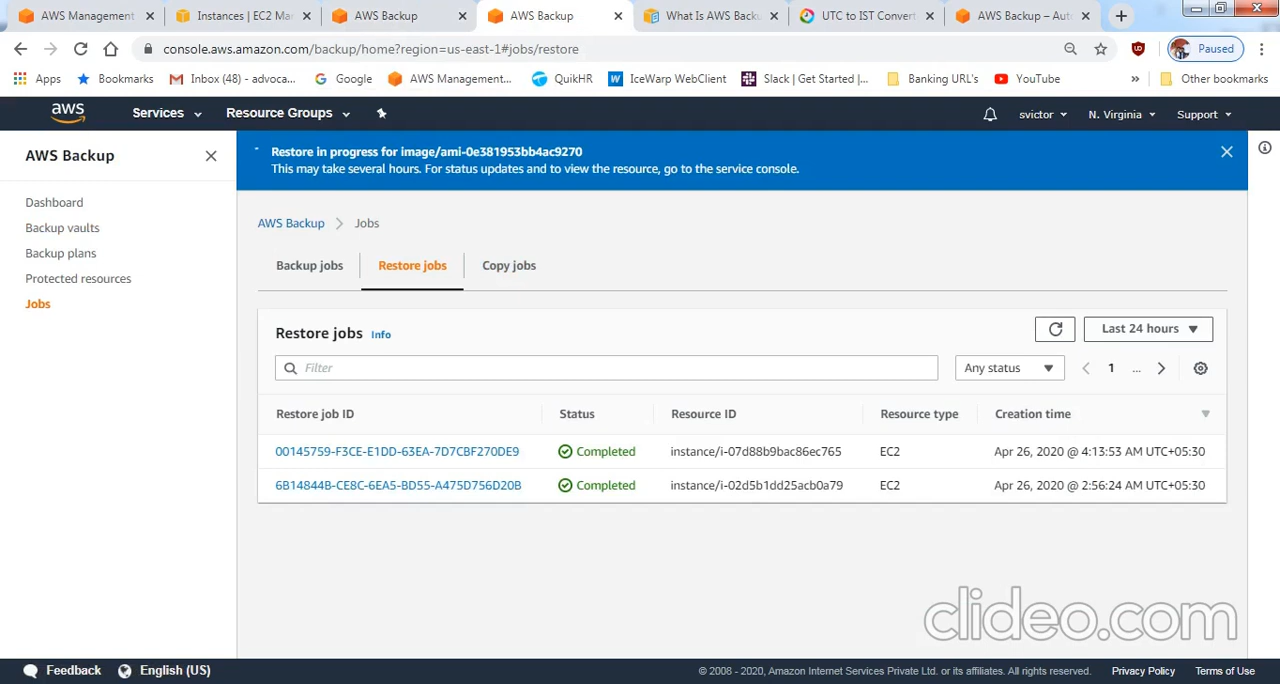 AWS Management
Instances | EC2 Mar
AWS Backup
AWS Backup
What Is AWS Backu
UTC to IST Convert
AWS Backup – Aut
console.aws.amazon.com/backup/home?region=us-east-1#jobs/restore
Paused
Apps
Bookmarks
Inbox (48) - advoca...
Google
AWS Management...
QuikHR
IceWarp WebClient
Slack | Get Started |...
Banking URL's
YouTube
»
Other bookmarks
aws
Services
Resource Groups
svictor
N. Virginia
Support
AWS Backup
Dashboard
Backup vaults
Backup plans
Protected resources
Jobs
Restore in progress for image/ami-0e381953bb4ac9270
This may take several hours. For status updates and to view the resource, go to the service console.
AWS Backup > Jobs
Backup jobs
Restore jobs
Copy jobs
Restore jobs Info
Last 24 hours
Filter
Any status
1 ...
Restore job ID Status Resource ID Resource type Creation time
00145759-F3CE-E1DD-63EA-7D7CBF270DE9 Completed instance/i-07d88b9bac86ec765 EC2 Apr 26, 2020 @ 4:13:53 AM UTC+05:30
6B14844B-CE8C-6EA5-BD55-A475D756D20B Completed instance/i-02d5b1dd25acb0a79 EC2 Apr 26, 2020 @ 2:56:24 AM UTC+05:30
clideo.com
Feedback
English (US)
© 2008 - 2020, Amazon Internet Services Private Ltd. or its affiliates. All rights reserved.
Privacy Policy
Terms of Use